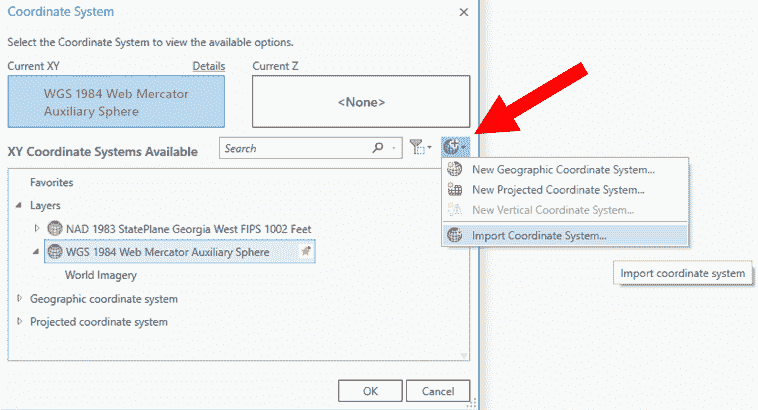 Coordinate System
Select the Coordinate System to view the available options.
Current XY
Details
Current Z
WGS 1984 Web Mercator
Auxiliary Sphere
<None>
XY Coordinate Systems Available
Search
Favorites
Layers
NAD 1983 StatePlane Georgia West FIPS 1002 Feet
WGS 1984 Web Mercator Auxiliary Sphere
World Imagery
Geographic coordinate system
Projected coordinate system
New Geographic Coordinate System...
New Projected Coordinate System...
New Vertical Coordinate System...
Import Coordinate System...
Import coordinate system
OK
Cancel